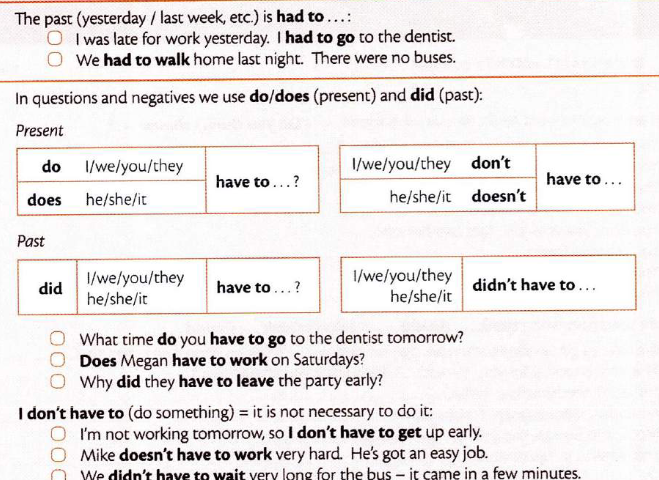 The past (yesterday / last week, etc.) is had to ...:
I was late for work yesterday. I had to go to the dentist.
We had to walk home last night. There were no buses.
In questions and negatives we use do/does (present) and did (past):
Present
do I/we/you/they have to ...?
does he/she/it
I/we/you/they don't have to ...
he/she/it doesn't
Past
did I/we/you/they have to ...?
he/she/it
I/we/you/they didn't have to ...
he/she/it
What time do you have to go to the dentist tomorrow?
Does Megan have to work on Saturdays?
Why did they have to leave the party early?
I don't have to (do something) = it is not necessary to do it:
I'm not working tomorrow, so I don't have to get up early.
Mike doesn't have to work very hard. He's got an easy job.
We didn't have to wait very long for the bus – it came in a few minutes.